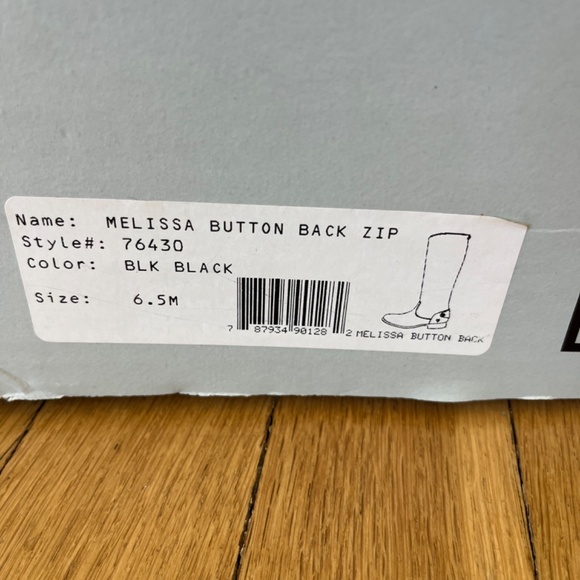 Name: MELISSA BUTTON BACK ZIP
Style#: 76430
Color: BLK BLACK
Size: 6.5M
7 87934 90128 2 MELISSA BUTTON BACK